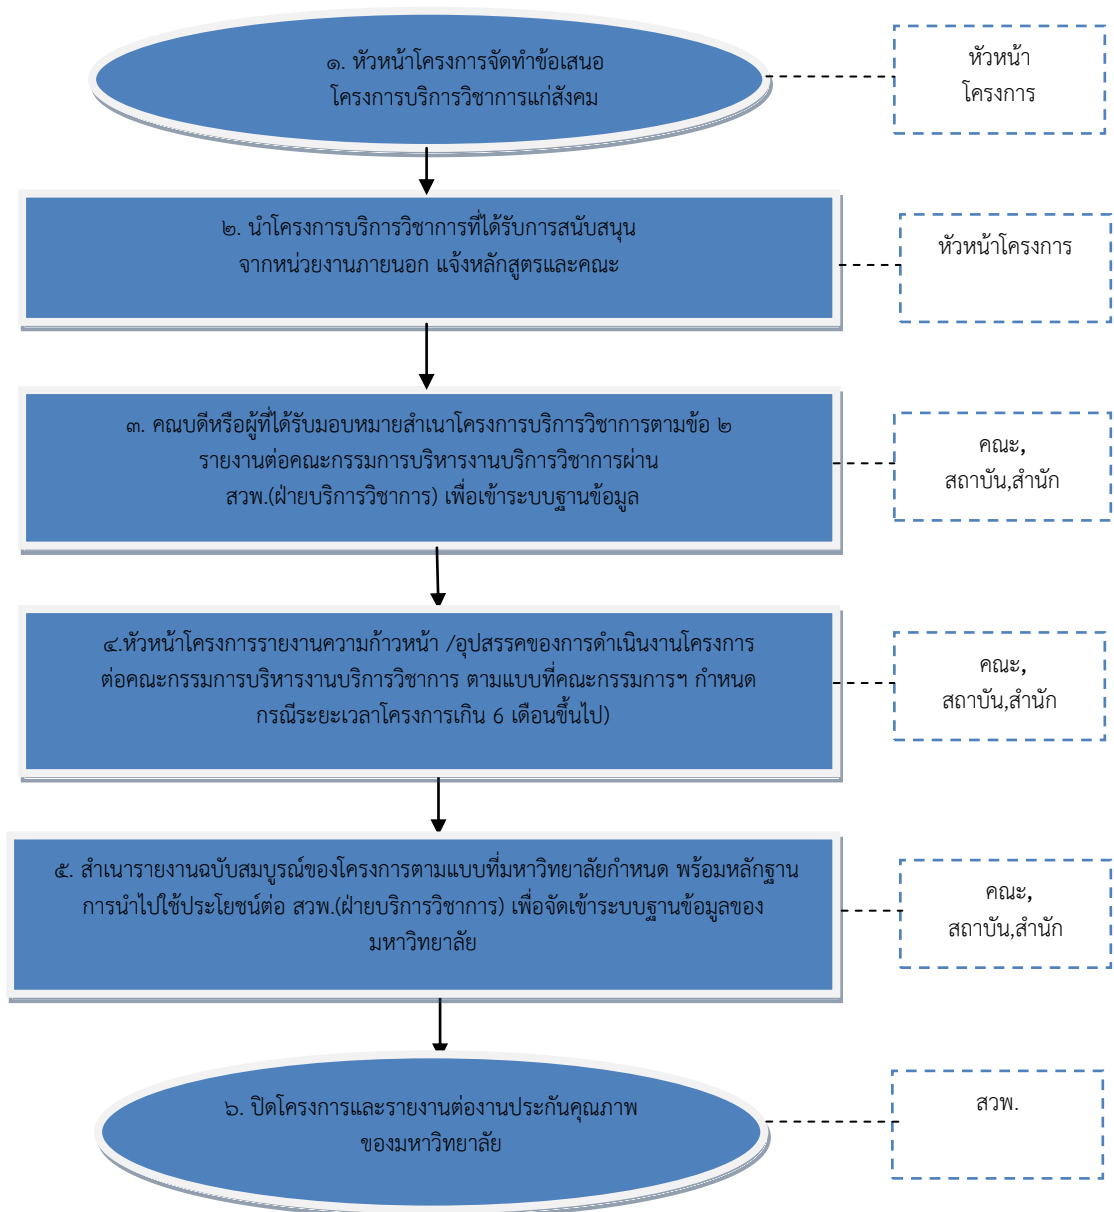 ๑. หัวหน้าโครงการจัดทำข้อเสนอ
โครงการบริการวิชาการแก่สังคม
หัวหน้า
โครงการ
๒. นำโครงการบริการวิชาการที่ได้รับการสนับสนุน
จากหน่วยงานภายนอก แจ้งหลักสูตรและคณะ
หัวหน้าโครงการ
๓. คณบดีหรือผู้ที่ได้รับมอบหมายสำเนาโครงการบริการวิชาการตามข้อ ๒
รายงานต่อคณะกรรมการบริหารงานบริการวิชาการผ่าน
สวพ.(ฝ่ายบริการวิชาการ) เพื่อเข้าระบบฐานข้อมูล
คณะ,
สถาบัน,สำนัก
๔.หัวหน้าโครงการรายงานความก้าวหน้า /อุปสรรคของการดำเนินงานโครงการ
ต่อคณะกรรมการบริหารงานบริการวิชาการ ตามแบบที่คณะกรรมการฯ กำหนด
กรณีระยะเวลาโครงการเกิน 6 เดือนขึ้นไป)
คณะ,
สถาบัน,สำนัก
๕. สำเนารายงานฉบับสมบูรณ์ของโครงการตามแบบที่มหาวิทยาลัยกำหนด พร้อมหลักฐาน
การนำไปใช้ประโยชน์ต่อ สวพ.(ฝ่ายบริการวิชาการ) เพื่อจัดเข้าระบบฐานข้อมูลของ
มหาวิทยาลัย
คณะ,
สถาบัน,สำนัก
๖. ปิดโครงการและรายงานต่องานประกันคุณภาพ
ของมหาวิทยาลัย
สวพ.